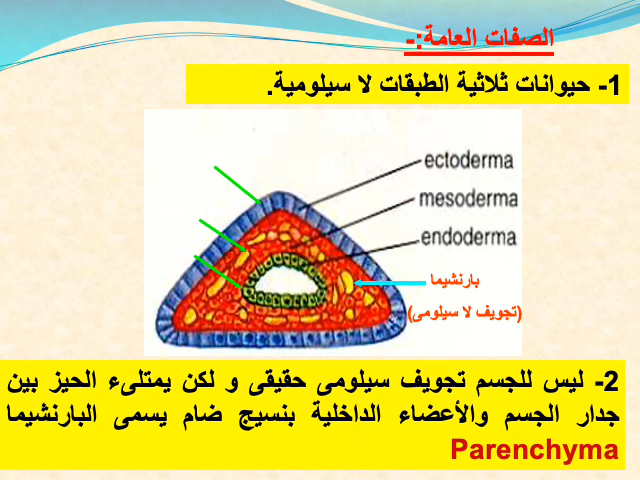 الصفات العامة:-
1- حيوانات ثلاثية الطبقات لا سيلومية.
ectoderma
mesoderma
endoderma
بارنشيما
(تجويف لا سيلومى)
2- ليس للجسم تجويف سيلومى حقيقى و لكن يمتلىء الحيز بين
جدار الجسم والأعضاء الداخلية بنسيج ضام يسمى البارنشيما
Parenchyma